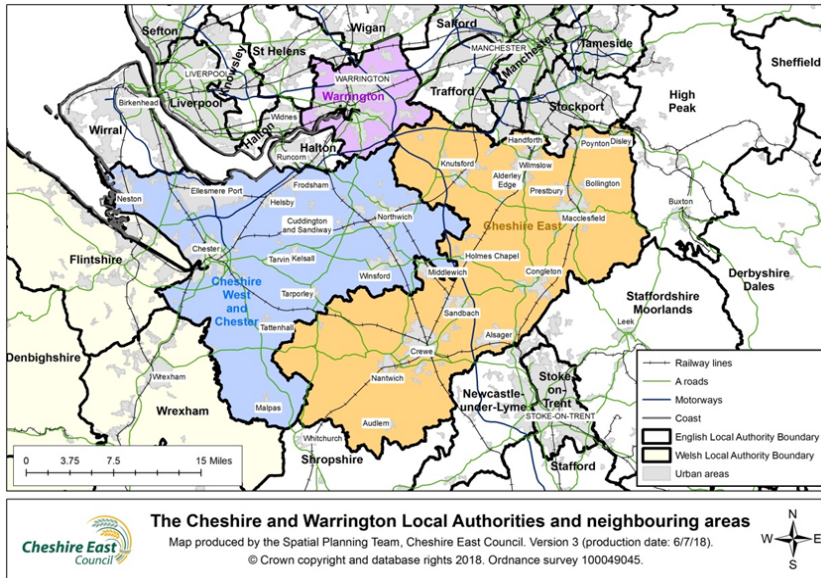 Sefton
Wigan
Salford
St Helens
Knowsley
MANCHESTER
Manchester
Tameside
Sheffield
LIVERPOOL
Liverpool
WARRINGTON
Warrington
Trafford
Stockport
High
Peak
Birkenhead
Wirral
Widnes
Halton
Halton
Runcorn
Handforth
Poynton
Disley
Knutsford
Wilmslow
Alderley
Edge
Prestbury
Bollington
Neston
Ellesmere Port
Frodsham
Helsby
Cuddington
and Sandiway
Northwich
Macclesfield
Buxton
Cheshire East
Flintshire
Chester
Tarvin
Kelsall
Winsford
Middlewich
Holmes Chapel
Congleton
Derbyshire
Dales
Cheshire
West
and
Chester
Tarporley
Sandbach
Staffordshire
Moorlands
Tattenhall
Alsager
Leek
Denbighshire
Crewe
Wrexham
Wrexham
Nantwich
Newcastle-
under-Lyme
Stoke-
on-
Trent
STOKE-ON-TRENT
Malpas
Audlem
Whitchurch
Shropshire
Stafford
0 3.75 7.5 15 Miles
Railway lines
A roads
Motorways
Coast
English Local Authority Boundary
Welsh Local Authority Boundary
Urban areas
Cheshire East
Council
The Cheshire and Warrington Local Authorities and neighbouring areas
Map produced by the Spatial Planning Team, Cheshire East Council. Version 3 (production date: 6/7/18).
© Crown copyright and database rights 2018. Ordnance survey 100049045.
N
W E
S